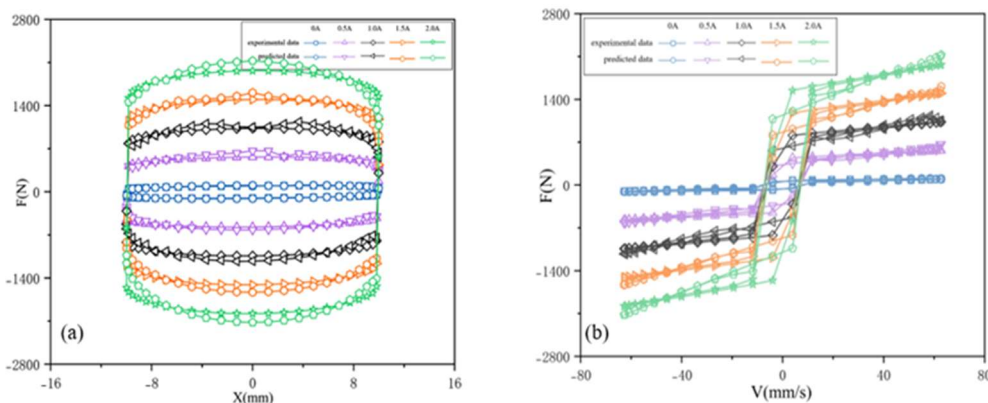 2800
1400
0
-1400
-2800
F(N)
0A 0.5A 1.0A 1.5A 2.0A
experimental data
predicted data
(a)
-16 -8 0 8 16
X(mm)
2800
1400
0
-1400
-2800
F(N)
0A 0.5A 1.0A 1.5A 2.0A
experimental data
predicted data
(b)
-80 -40 0 40 80
V(mm/s)